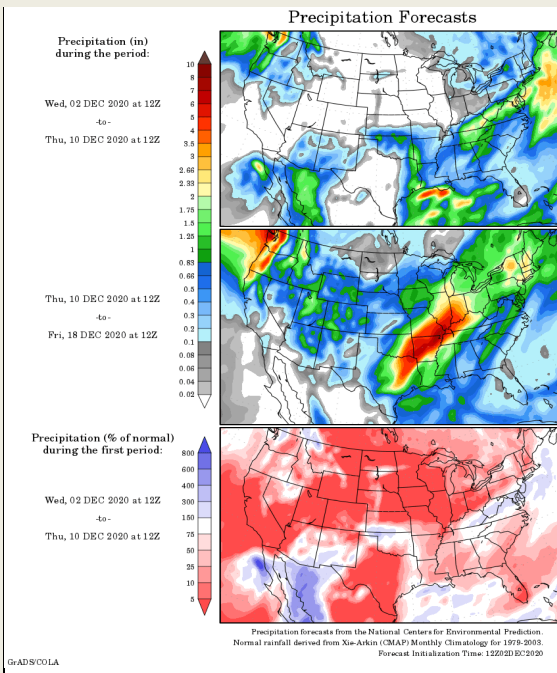 Precipitation Forecasts
Precipitation (in)
during the period:
Wed, 02 DEC 2020 at 12Z
-to-
Thu, 10 DEC 2020 at 12Z
10
8
7
6
5
4
3.5
3
2.66
2.33
2
1.75
1.5
1.25
1
0.83
0.66
0.5
0.4
0.3
0.2
0.1
0.08
0.06
0.04
0.02
Thu, 10 DEC 2020 at 12Z
-to-
Fri, 18 DEC 2020 at 12Z
Precipitation (% of normal)
during the first period:
Wed, 02 DEC 2020 at 12Z
-to-
Thu, 10 DEC 2020 at 12Z
800
600
400
300
150
75
50
25
10
5
Precipitation forecasts from the National Centers for Environmental Prediction.
Normal rainfall derived from Xie-Arkin (CMAP) Monthly Climatology for 1979-2003.
Forecast Initialization Time: 12Z02DEC2020
GrADS/COLA